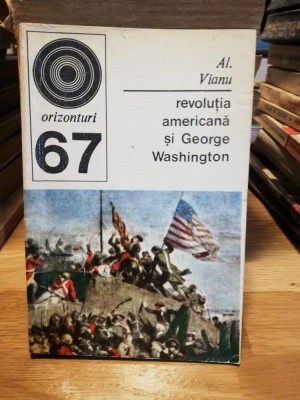 Al.
Vianu
orizonturi
67
revoluția
americană
și George
Washington